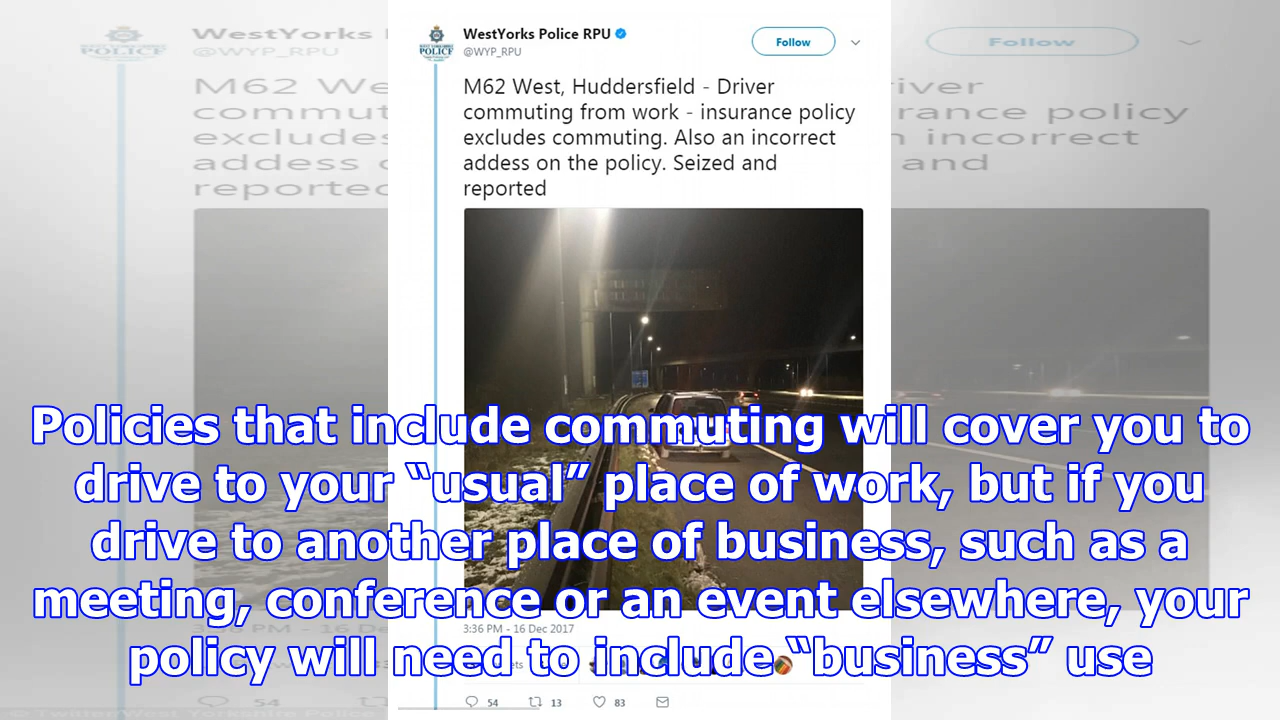 WestYorks Police RPU
@WYP_RPU
Follow
M62 West, Huddersfield - Driver
commuting from work - insurance policy
excludes commuting. Also an incorrect
addess on the policy. Seized and
reported
Policies that include commuting will cover you to
drive to your “usual” place of work, but if you
drive to another place of business, such as a
meeting, conference or an event elsewhere, your
policy will need to include “business” use
3:36 PM - 16 Dec 2017
54 13 83